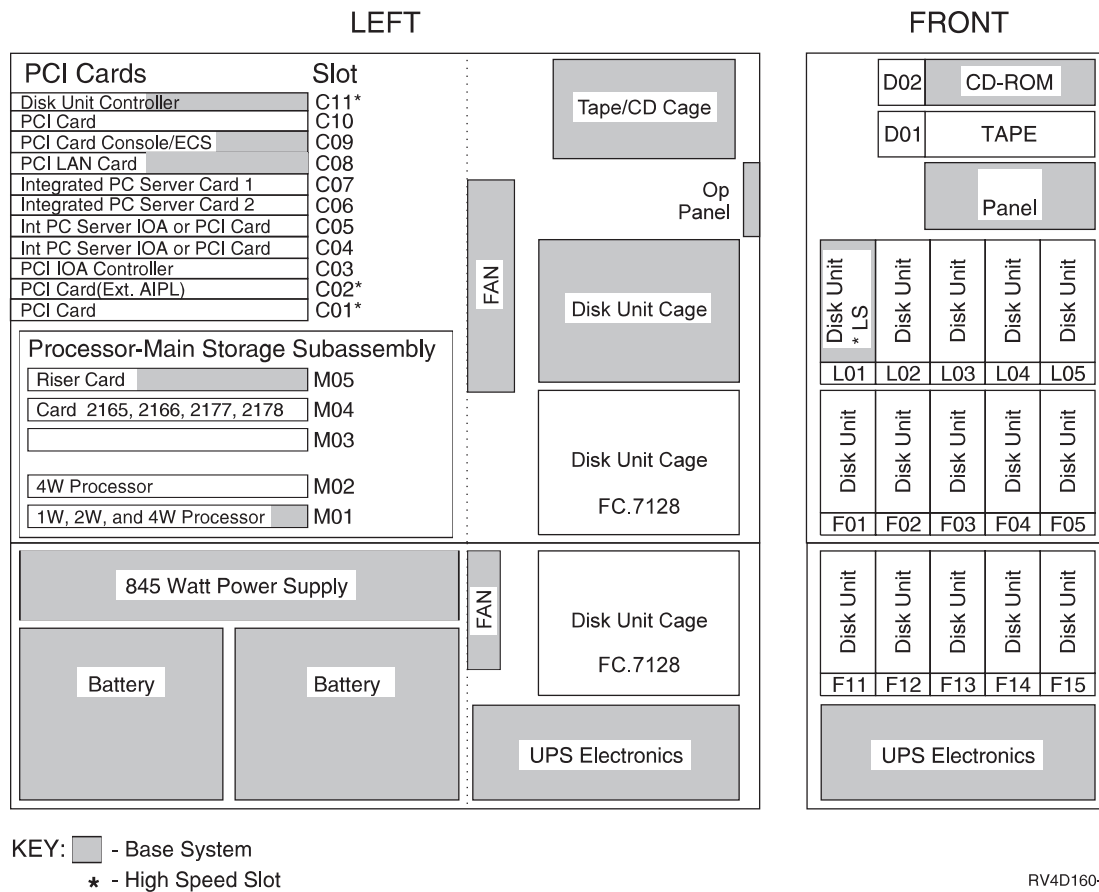 LEFT
PCI Cards Slot
Disk Unit Controller C11*
PCI Card C10
PCI Card Console/ECS C09
PCI LAN Card C08
Integrated PC Server Card 1 C07
Integrated PC Server Card 2 C06
Int PC Server IOA or PCI Card C05
Int PC Server IOA or PCI Card C04
PCI IOA Controller C03
PCI Card(Ext. AIPL) C02*
PCI Card C01*
Processor-Main Storage Subassembly
Riser Card M05
Card 2165, 2166, 2177, 2178 M04
M03
4W Processor M02
1W, 2W, and 4W Processor M01
845 Watt Power Supply
Battery
Battery
FAN
FAN
Tape/CD Cage
Op
Panel
Disk Unit Cage
Disk Unit Cage
FC.7128
Disk Unit Cage
FC.7128
UPS Electronics
FRONT
D02 CD-ROM
D01 TAPE
Panel
Disk Unit
* LS
Disk Unit
Disk Unit
Disk Unit
Disk Unit
L01 L02 L03 L04 L05
Disk Unit
Disk Unit
Disk Unit
Disk Unit
Disk Unit
F01 F02 F03 F04 F05
Disk Unit
Disk Unit
Disk Unit
Disk Unit
Disk Unit
F11 F12 F13 F14 F15
UPS Electronics
KEY: - Base System
* - High Speed Slot
RV4D160-